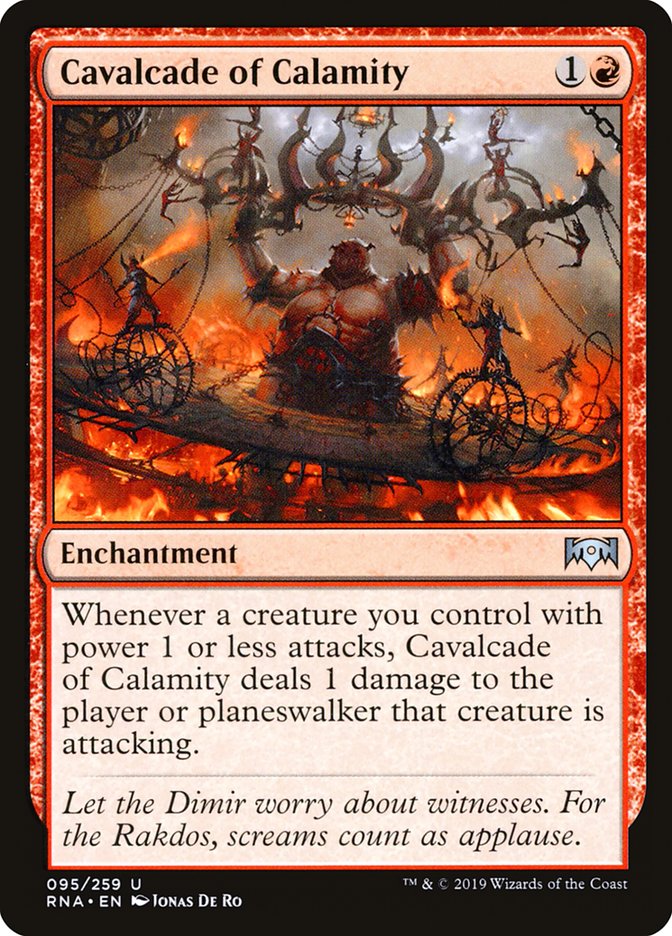 Cavalcade of Calamity 1
Enchantment
Whenever a creature you control with
power 1 or less attacks, Cavalcade
of Calamity deals 1 damage to the
player or planeswalker that creature is
attacking.
Let the Dimir worry about witnesses. For
the Rakdos, screams count as applause.
095/259 U
RNA • EN Jonas De Ro
™ & © 2019 Wizards of the Coast